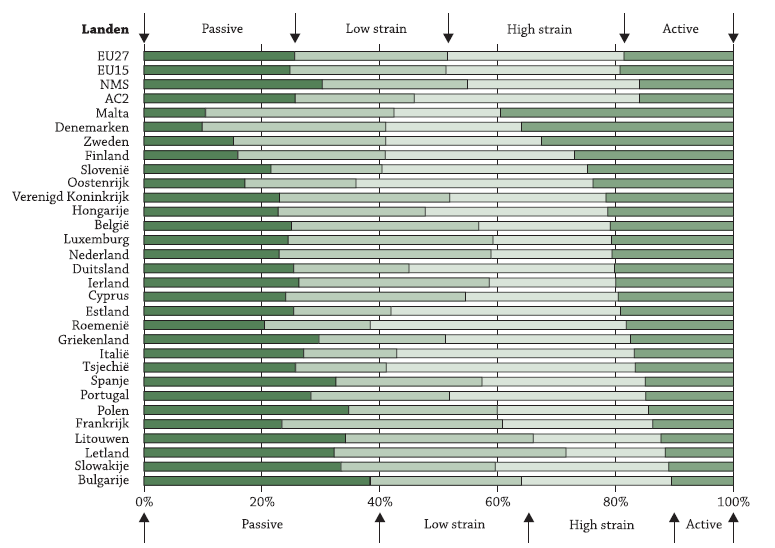 Landen Passive Low strain High strain Active
EU27
EU15
NMS
AC2
Malta
Denemarken
Zweden
Finland
Slovenië
Oostenrijk
Verenigd Koninkrijk
Hongarije
België
Luxemburg
Nederland
Duitsland
Ierland
Cyprus
Estland
Roemenië
Griekenland
Italië
Tsjechië
Spanje
Portugal
Polen
Frankrijk
Litouwen
Letland
Slowakije
Bulgarije
0% 20% 40% 60% 80% 100%
Passive Low strain High strain Active